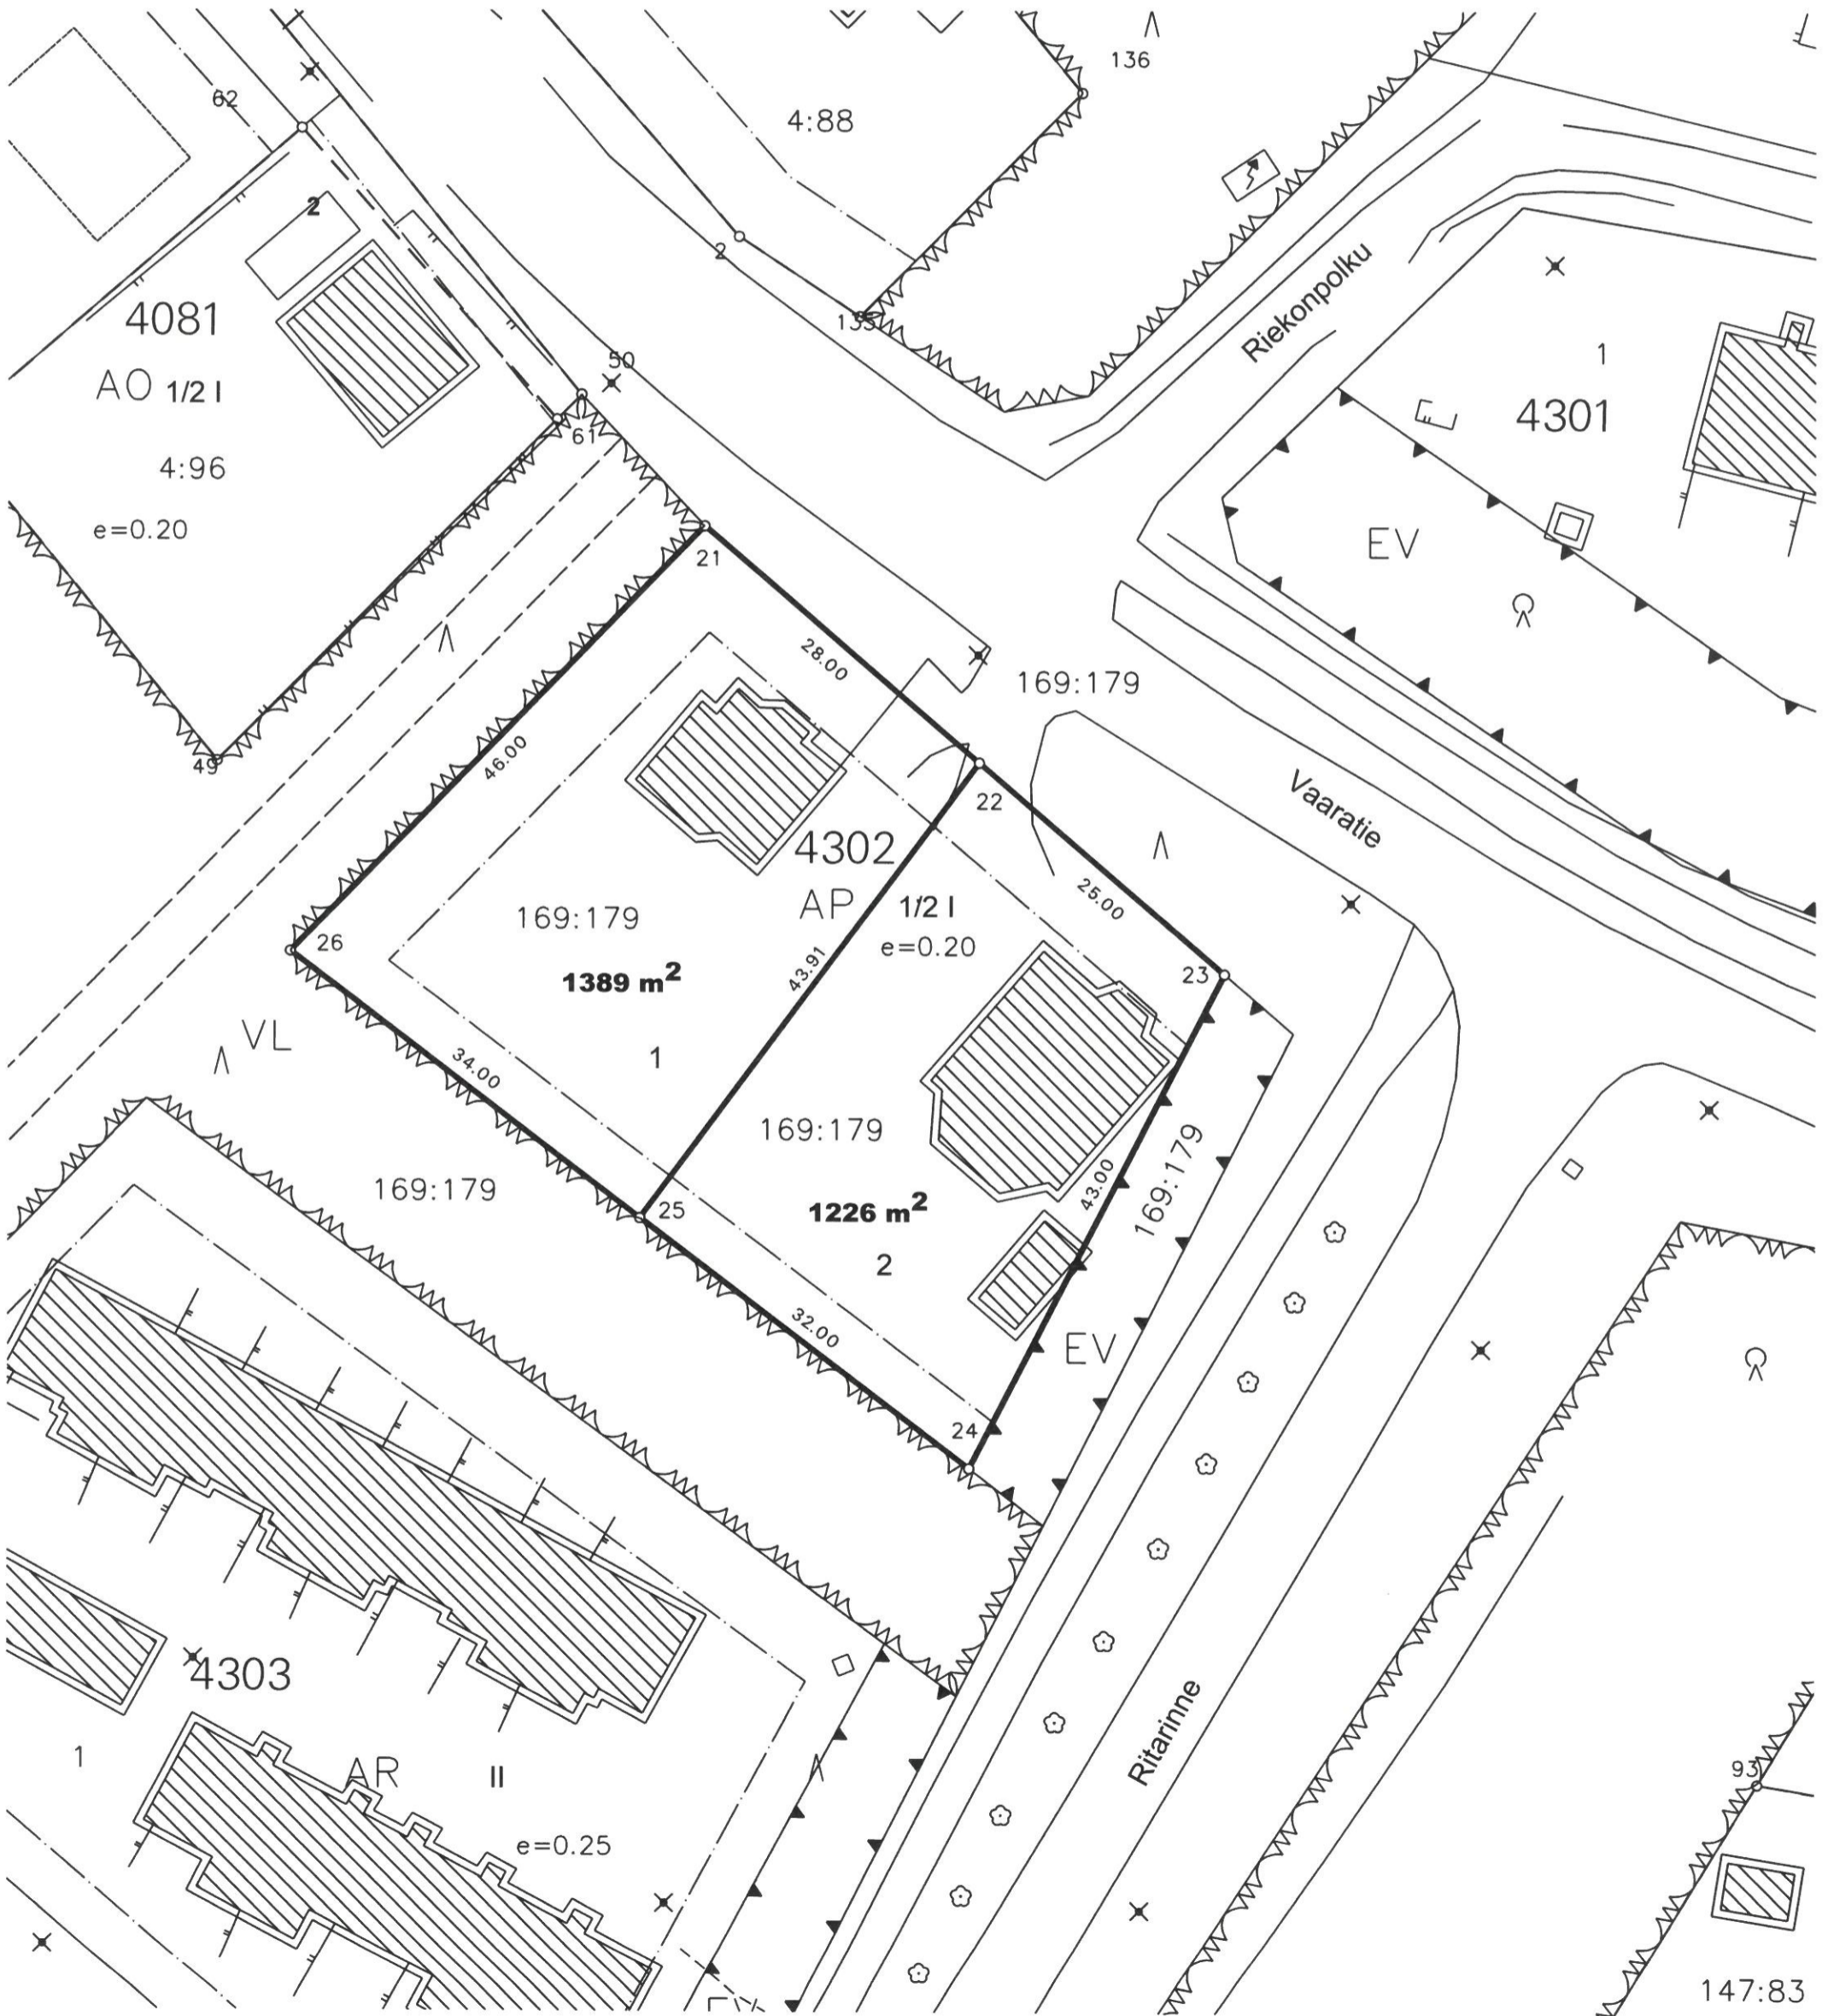 136
62
4:88
2
2
135
Riekonpolku
4081
1
50
AO 1/2 I
4301
61
4:96
e=0.20
EV
21
28.00
169:179
46.00
49
22
Vaaratie
4302
25.00
AP 1/2 I
169:179
e=0.20
26
43.91
23
1389 m²
VL
34.00
1
169:179
43.00
169:179
169:179
1226 m²
25
2
32.00
EV
24
4303
Ritarinne
1
AR II
93
e=0.25
147:83